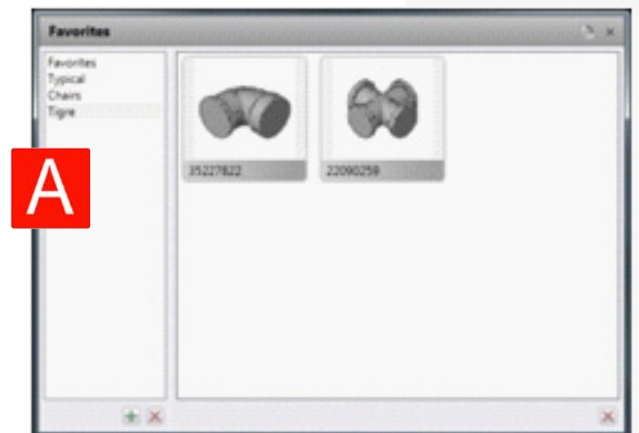 Favorites
Favorites
Typical
Chairs
Tigre
A
35227822
22090259